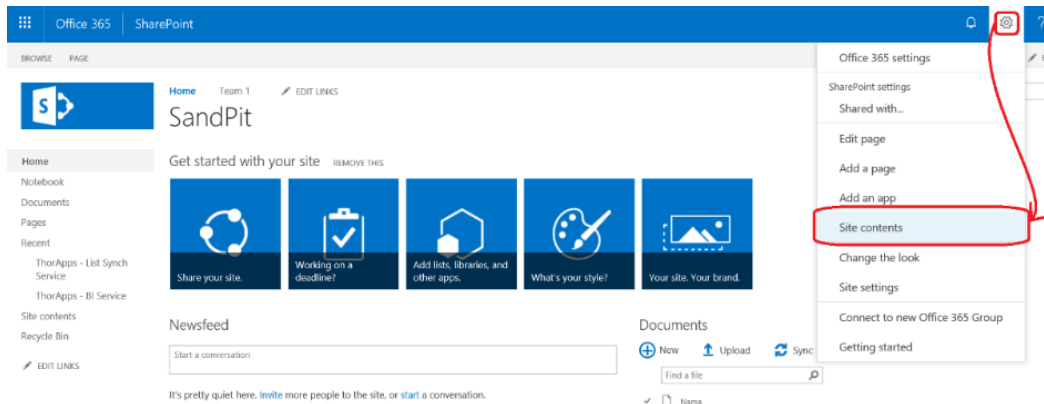 Office 365 SharePoint
?
BROWSE PAGE
S
Home Team 1 EDIT LINKS
SandPit
Get started with your site REMOVE THIS
Home
Notebook
Documents
Pages
Recent
ThorApps - List Synch
Service
ThorApps - BI Service
Site contents
Recycle Bin
EDIT LINKS
Share your site.
Working on a
deadline?
Add lists, libraries, and
other apps.
What's your style?
Your site. Your brand.
Newsfeed
Start a conversation
It's pretty quiet here. Invite more people to the site, or start a conversation.
Documents
New Upload Sync
Find a file
Name
Office 365 settings
SharePoint settings
Shared with...
Edit page
Add a page
Add an app
Site contents
Change the look
Site settings
Connect to new Office 365 Group
Getting started